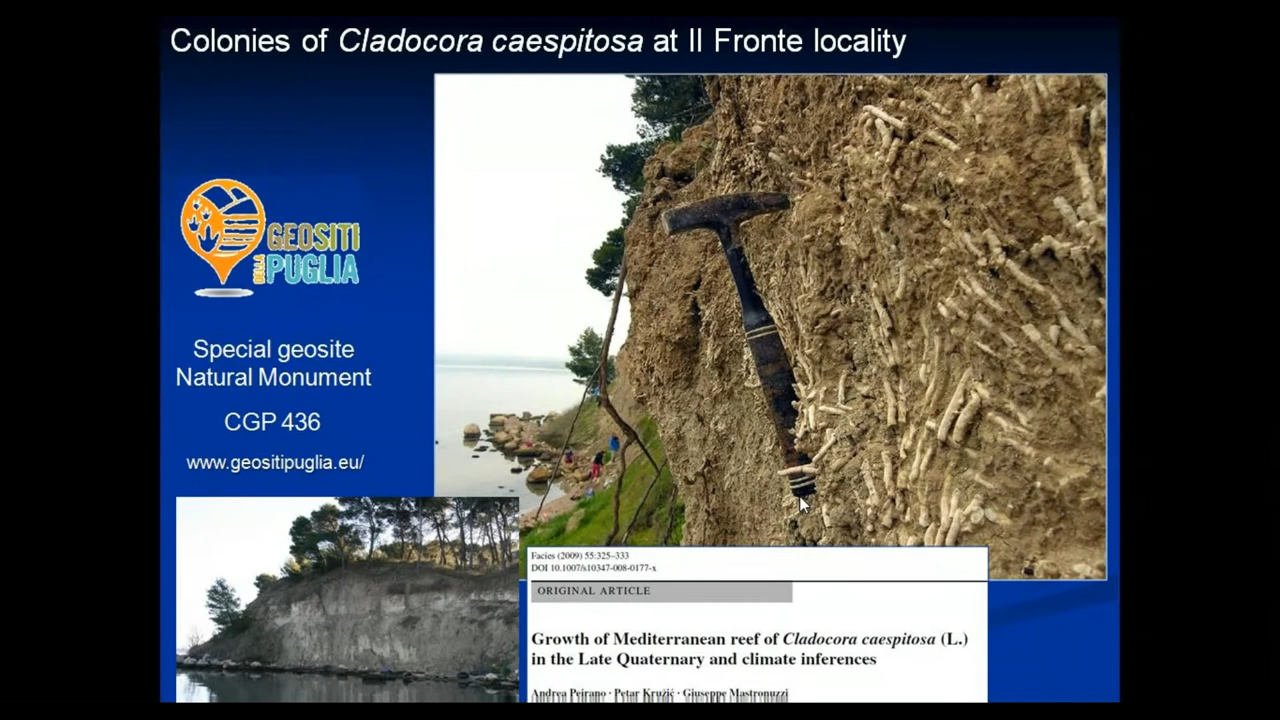 Colonies of Cladocora caespitosa at Il Fronte locality
GEOSITI
DELLA PUGLIA
Special geosite
Natural Monument
CGP 436
www.geositipuglia.eu/
Facies (2009) 55:325–333
DOI 10.1007/s10347-008-0177-x
ORIGINAL ARTICLE
Growth of Mediterranean reef of Cladocora caespitosa (L.)
in the Late Quaternary and climate inferences
Andrea Peirano · Petar Kružić · Giuseppe Mastronuzzi